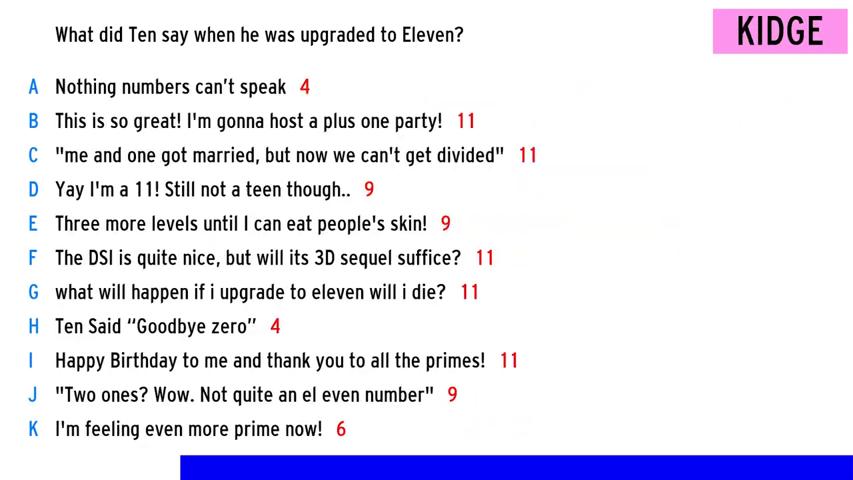 What did Ten say when he was upgraded to Eleven?
KIDGE
A Nothing numbers can't speak 4
B This is so great! I'm gonna host a plus one party! 11
C "me and one got married, but now we can't get divided" 11
D Yay I'm a 11! Still not a teen though.. 9
E Three more levels until I can eat people's skin! 9
F The DSI is quite nice, but will its 3D sequel suffice? 11
G what will happen if i upgrade to eleven will i die? 11
H Ten Said “Goodbye zero” 4
I Happy Birthday to me and thank you to all the primes! 11
J "Two ones? Wow. Not quite an el even number" 9
K I'm feeling even more prime now! 6